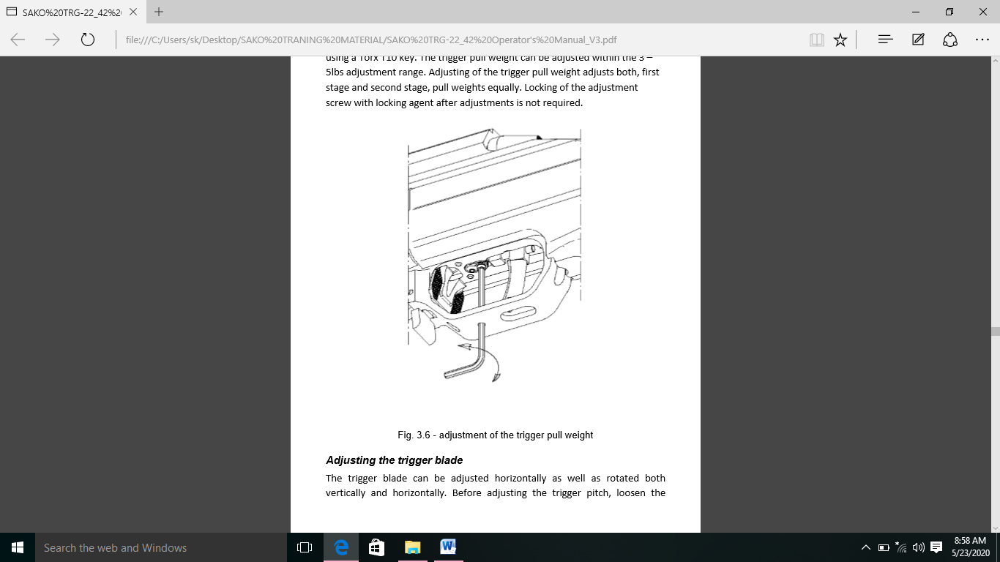 SAKO%20TRG-22_42%20
file:///C:/Users/sk/Desktop/SAKO%20TRANING%20MATERIAL/SAKO%20TRG-22_42%20Operator's%20Manual_V3.pdf
using a Torx T10 key. The trigger pull weight can be adjusted within the 3 –
5lbs adjustment range. Adjusting of the trigger pull weight adjusts both, first
stage and second stage, pull weights equally. Locking of the adjustment
screw with locking agent after adjustments is not required.
Fig. 3.6 - adjustment of the trigger pull weight
Adjusting the trigger blade
The trigger blade can be adjusted horizontally as well as rotated both
vertically and horizontally. Before adjusting the trigger pitch, loosen the
Search the web and Windows
8:58 AM
5/23/2020